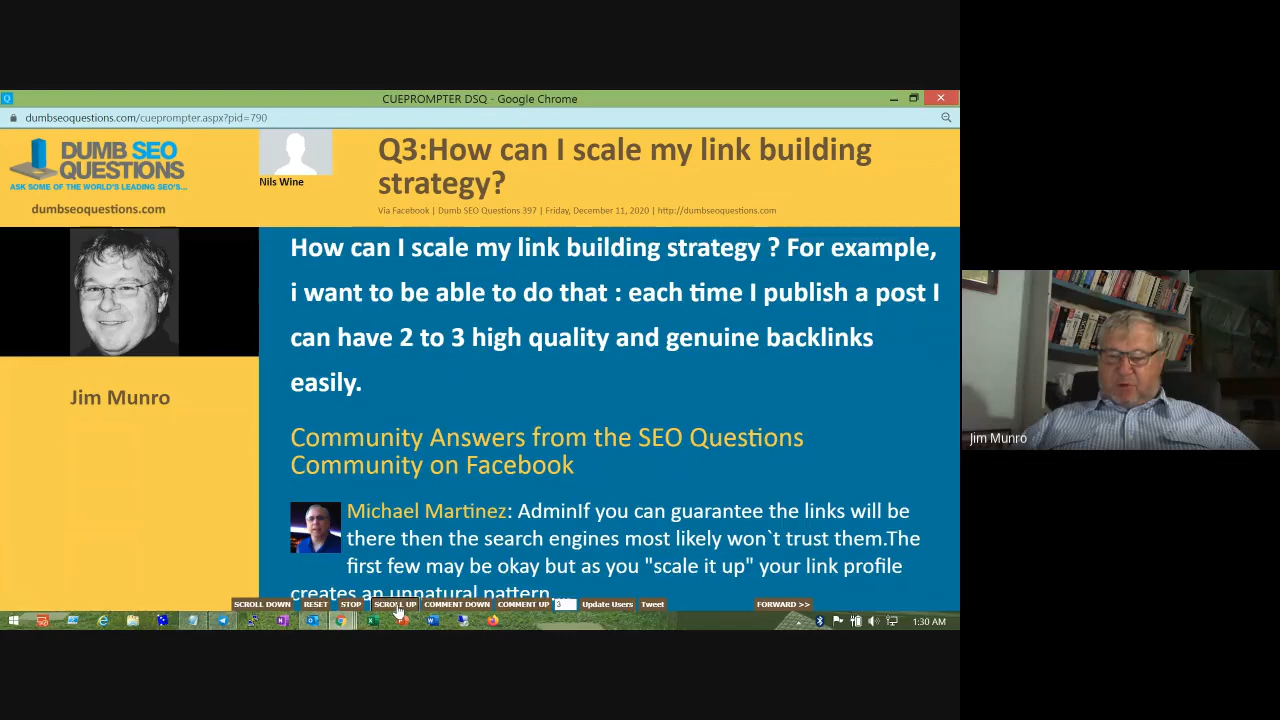 CUEPROMPTER DSQ - Google Chrome
dumbseoquestions.com/cueprompter.aspx?pid=790
DUMB SEO
QUESTIONS
ASK SOME OF THE WORLD'S LEADING SEO'S...
dumbseoquestions.com
Nils Wine
Q3:How can I scale my link building
strategy?
Via Facebook | Dumb SEO Questions 397 | Friday, December 11, 2020 | http://dumbseoquestions.com
Jim Munro
How can I scale my link building strategy ? For example,
i want to be able to do that : each time I publish a post I
can have 2 to 3 high quality and genuine backlinks
easily.
Community Answers from the SEO Questions
Community on Facebook
Michael Martinez: AdminIf you can guarantee the links will be
there then the search engines most likely won`t trust them.The
first few may be okay but as you "scale it up" your link profile
creates an unnatural pattern.
SCROLL DOWN RESET STOP SCROLL UP COMMENT DOWN COMMENT UP 3 Update Users Tweet FORWARD >>
1:30 AM
Jim Munro